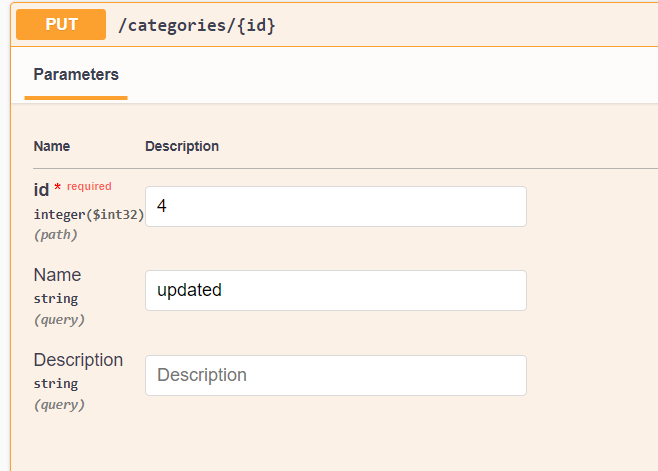 PUT /categories/{id}
Parameters
Name Description
id * required
integer($int32)
(path)
4
Name
string
(query)
updated
Description
string
(query)
Description